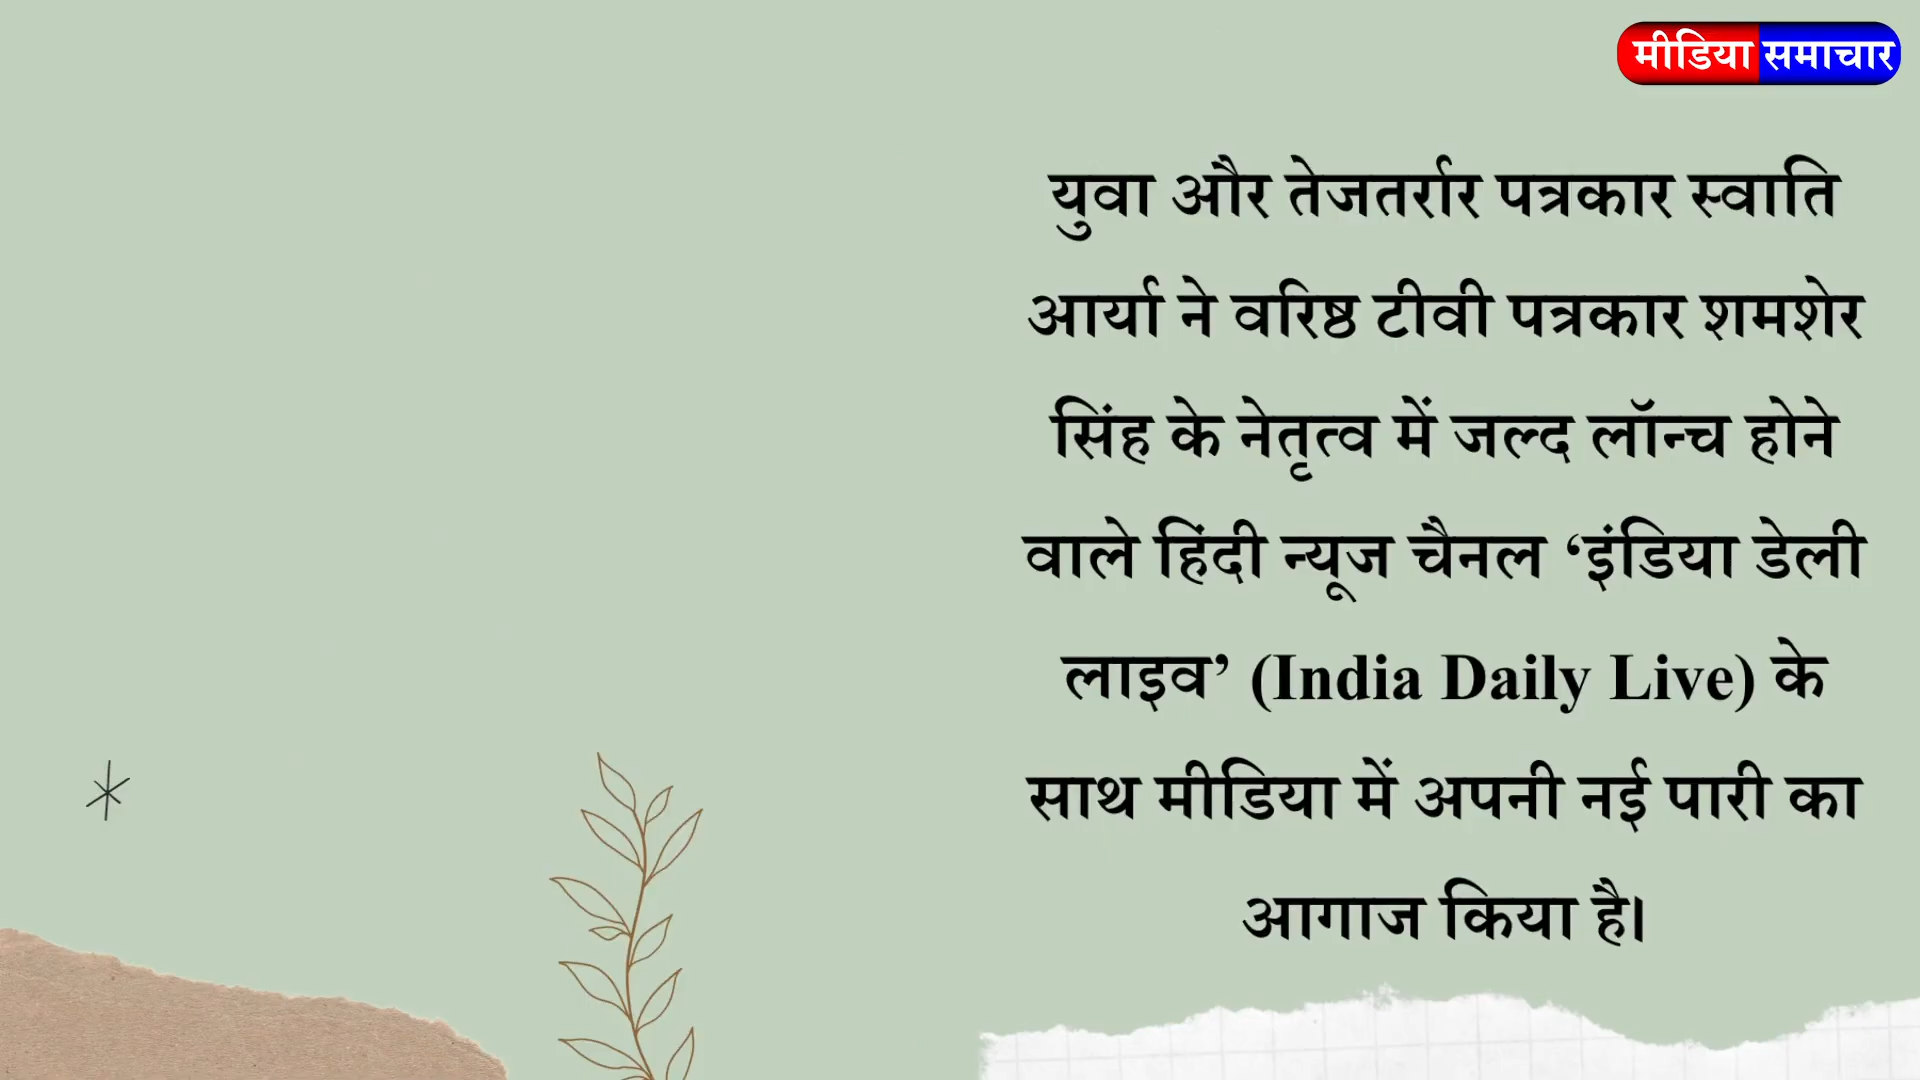 मीडिया समाचार
युवा और तेजतर्रार पत्रकार स्वाति
आर्या ने वरिष्ठ टीवी पत्रकार शमशेर
सिंह के नेतृत्व में जल्द लॉन्च होने
वाले हिंदी न्यूज चैनल ‘इंडिया डेली
लाइव’ (India Daily Live) के
साथ मीडिया में अपनी नई पारी का
आगाज किया है।